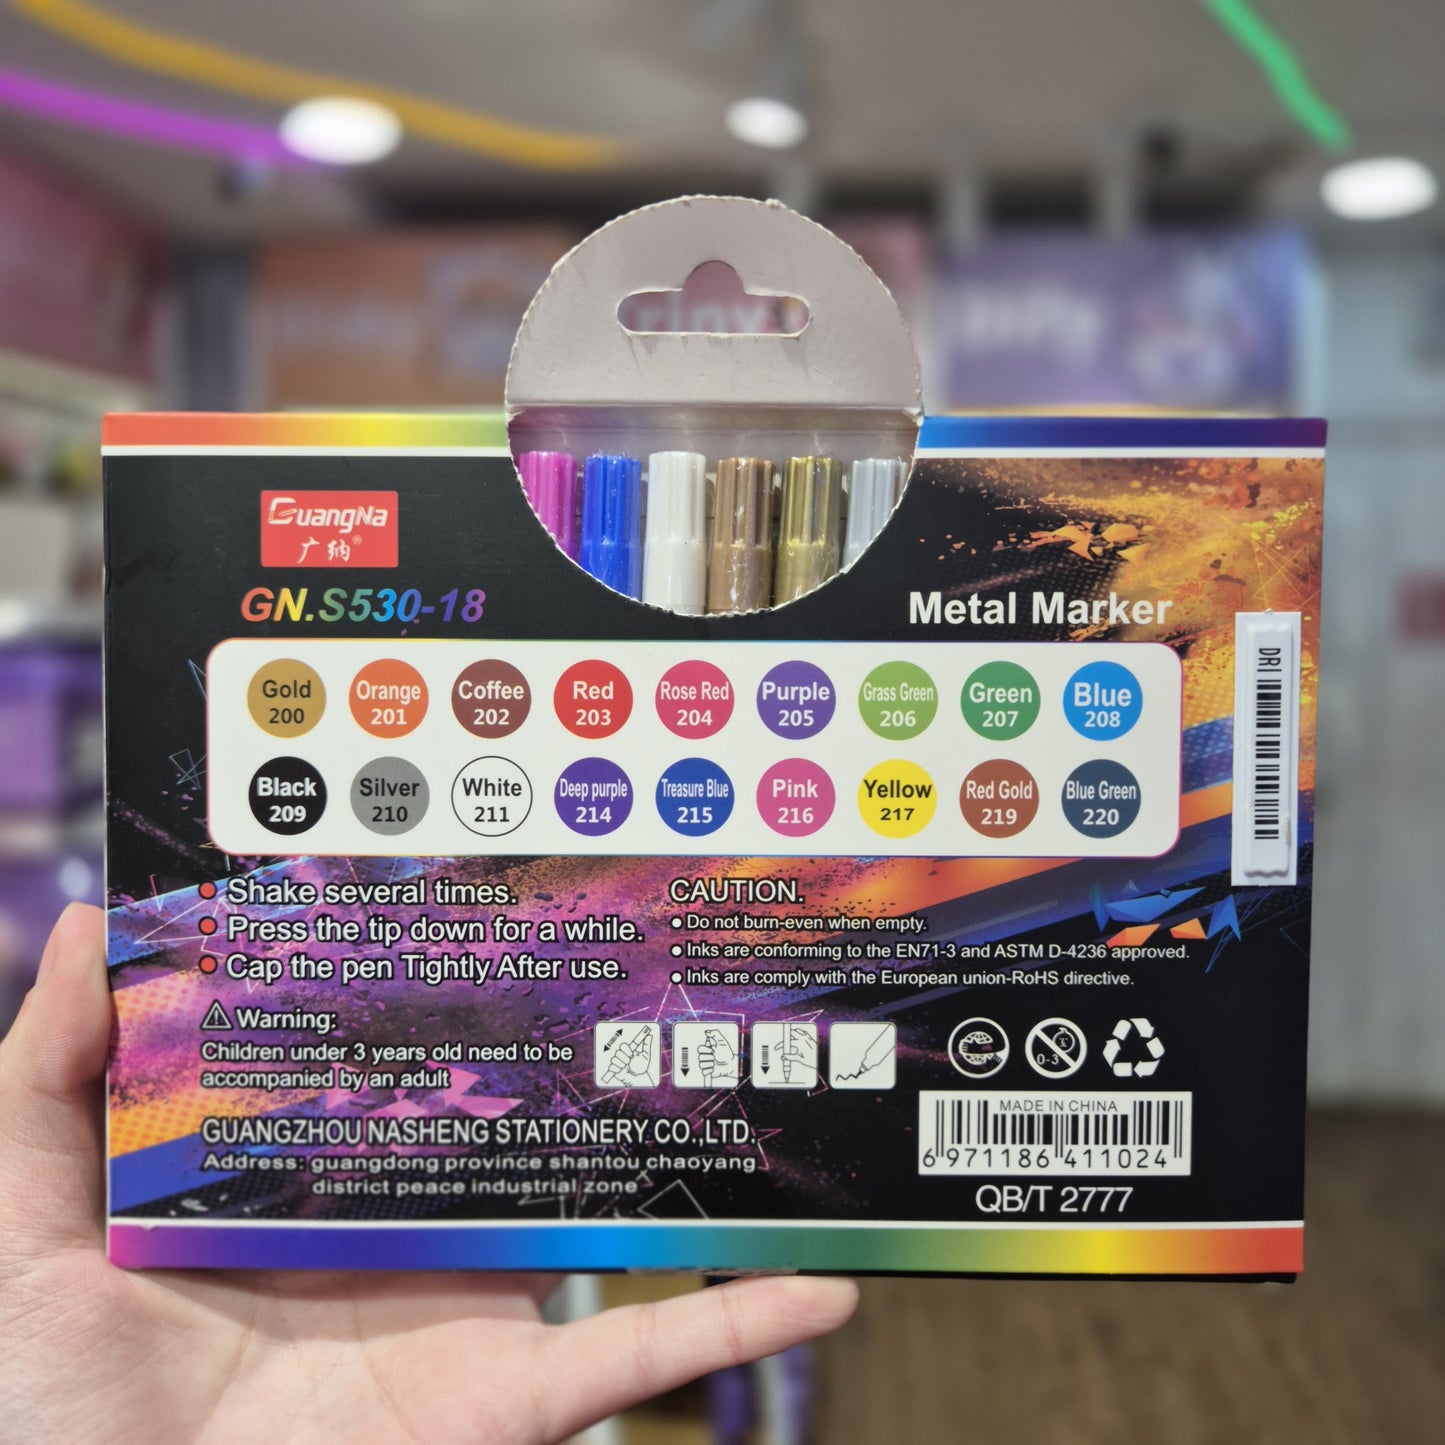 GuangNa
广纳®
GN.S530-18
Metal Marker
DRI
Gold 200
Orange 201
Coffee 202
Red 203
Rose Red 204
Purple 205
Grass Green 206
Green 207
Blue 208
Black 209
Silver 210
White 211
Deep purple 214
Treasure Blue 215
Pink 216
Yellow 217
Red Gold 219
Blue Green 220
Shake several times.
Press the tip down for a while.
Cap the pen Tightly After use.
CAUTION.
Do not burn-even when empty.
Inks are conforming to the EN71-3 and ASTM D-4236 approved.
Inks are comply with the European union-RoHS directive.
Warning:
Children under 3 years old need to be
accompanied by an adult
0-3
GUANGZHOU NASHENG STATIONERY CO.,LTD.
Address: guangdong province shantou chaoyang
district peace industrial zone
MADE IN CHINA
6 971186 411024
QB/T 2777